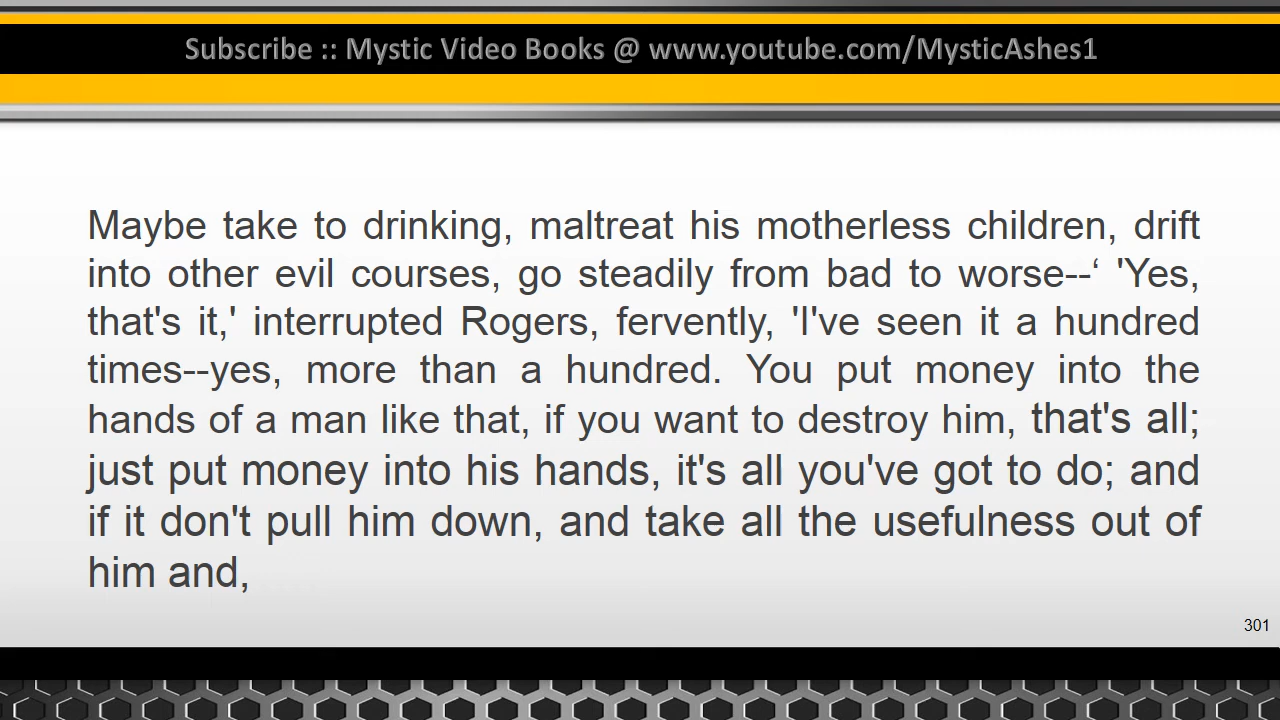 Subscribe :: Mystic Video Books @ www.youtube.com/MysticAshes1
Maybe take to drinking, maltreat his motherless children, drift
into other evil courses, go steadily from bad to worse--‘ 'Yes,
that's it,' interrupted Rogers, fervently, 'I've seen it a hundred
times--yes, more than a hundred. You put money into the
hands of a man like that, if you want to destroy him, that's all;
just put money into his hands, it's all you've got to do; and
if it don't pull him down, and take all the usefulness out of
him and,
301